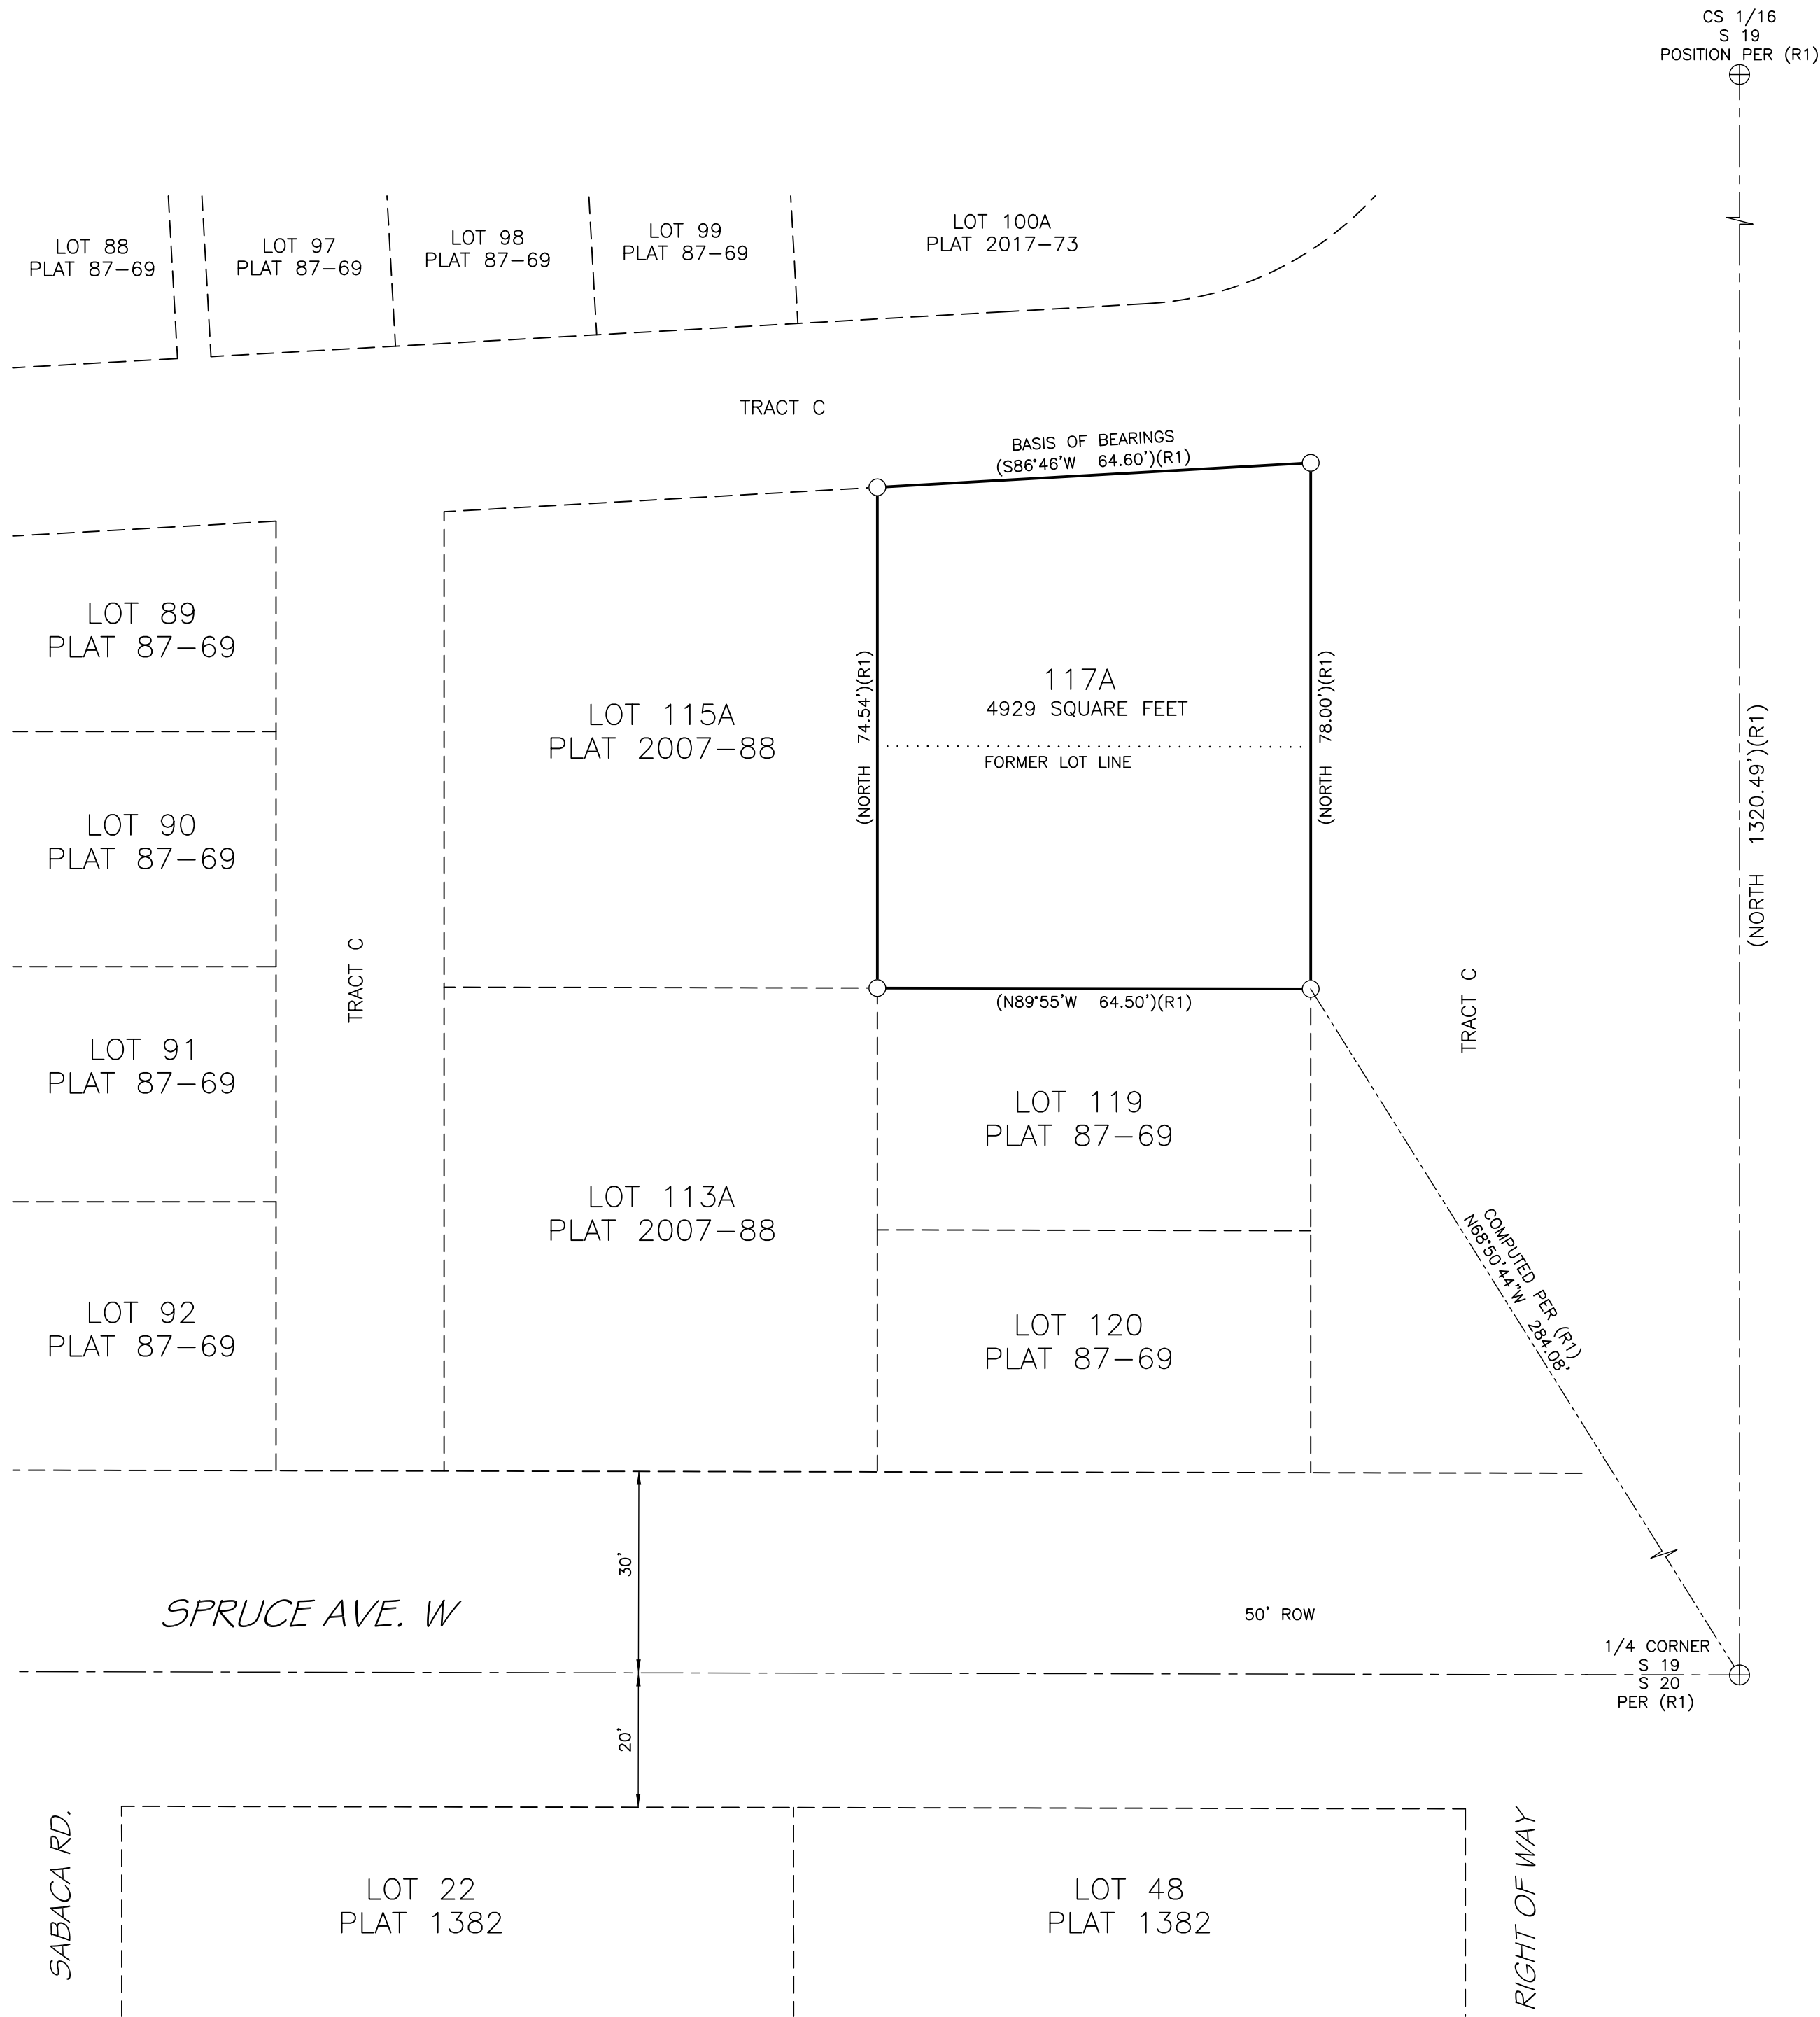 CS 1/16
S 19
POSITION PER (R1)
LOT 88
PLAT 87-69
LOT 97
PLAT 87-69
LOT 98
PLAT 87-69
LOT 99
PLAT 87-69
LOT 100A
PLAT 2017-73
TRACT C
BASIS OF BEARINGS
(S86°46'W 64.60')(R1)
LOT 89
PLAT 87-69
LOT 90
PLAT 87-69
LOT 91
PLAT 87-69
LOT 92
PLAT 87-69
TRACT C
LOT 115A
PLAT 2007-88
LOT 113A
PLAT 2007-88
(NORTH 74.54')(R1)
117A
4929 SQUARE FEET
FORMER LOT LINE
(NORTH 78.00')(R1)
(N89°55'W 64.50')(R1)
LOT 119
PLAT 87-69
LOT 120
PLAT 87-69
TRACT C
(NORTH 1320.49')(R1)
COMPUTED PER (R1)
N68°50'44"W 284.08'
30'
SPRUCE AVE. W
50' ROW
1/4 CORNER
S 19
S 20
PER (R1)
20'
SABACA RD.
LOT 22
PLAT 1382
LOT 48
PLAT 1382
RIGHT OF WAY